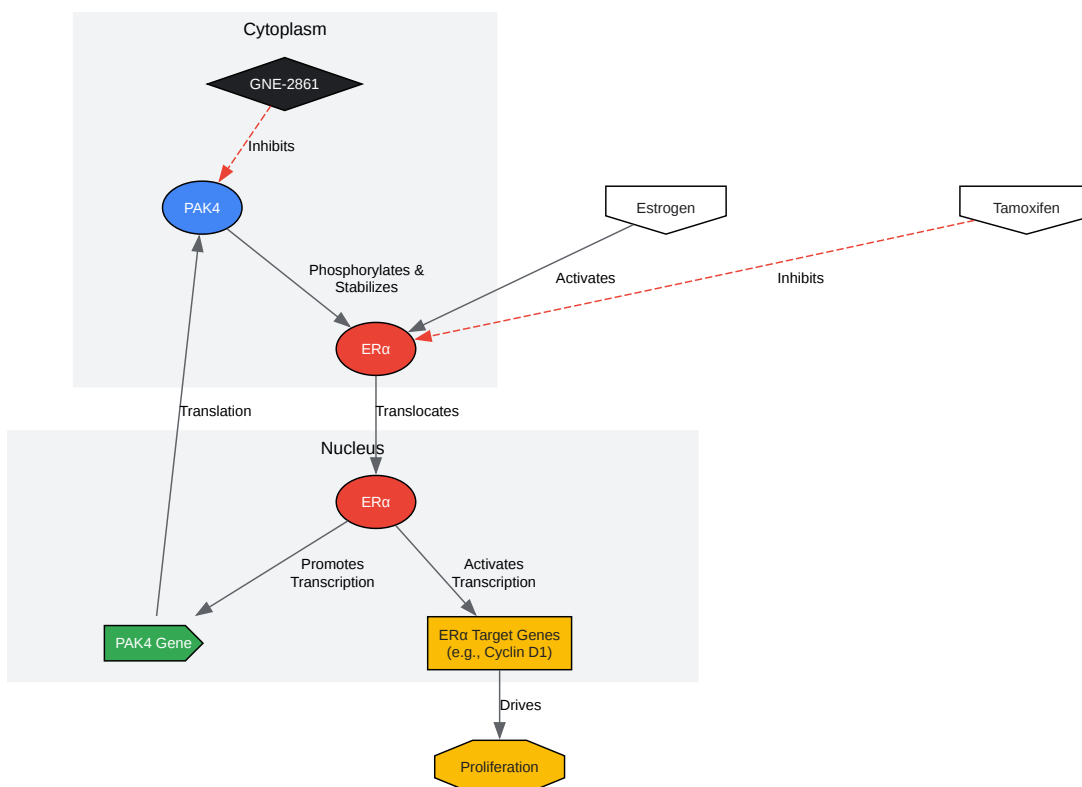 Cytoplasm
GNE-2861
Inhibits
PAK4
Estrogen
Tamoxifen
Phosphorylates &
Stabilizes
Activates
Inhibits
ERα
Translation
Translocates
Nucleus
ERα
Promotes
Transcription
Activates
Transcription
PAK4 Gene
ERα Target Genes
(e.g., Cyclin D1)
Drives
Proliferation